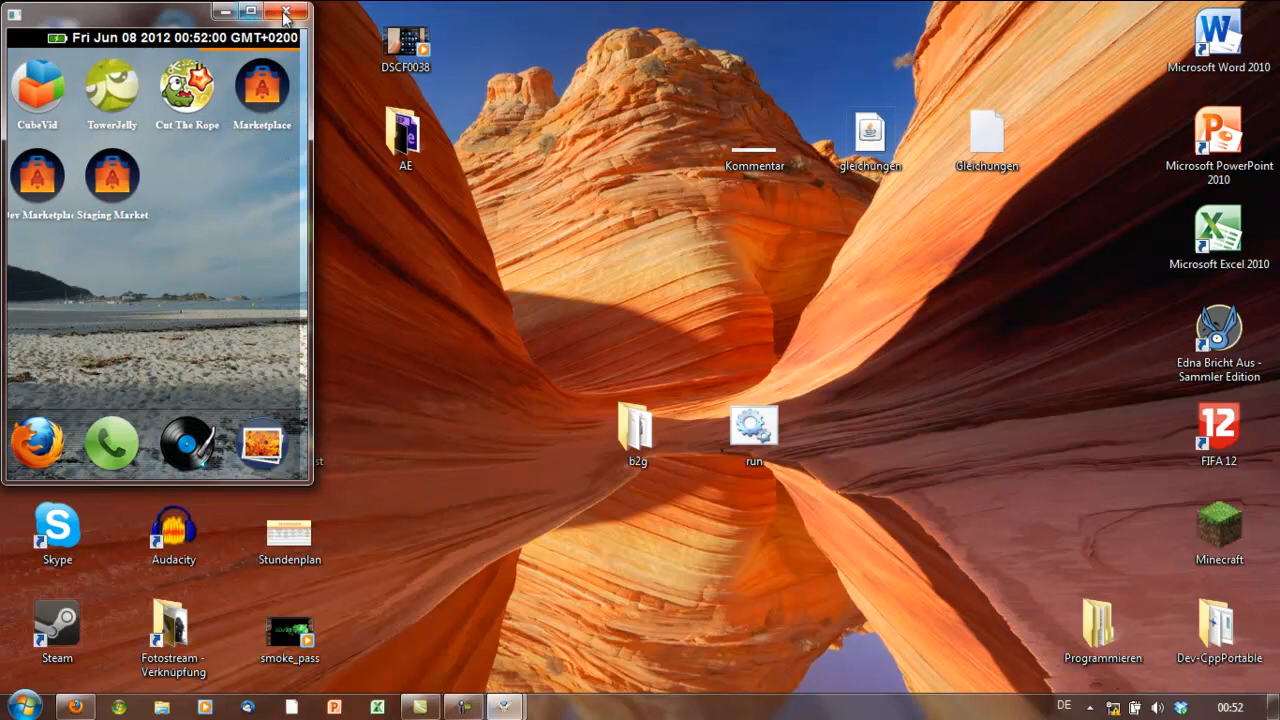 Fri Jun 08 2012 00:52:00 GMT+0200
CubeVid
TowerJelly
Cut The Rope
Marketplace
Dev Marketplac
Staging Market
DSCF0038
AE
Kommentar
gleichungen
Gleichungen
Microsoft Word 2010
Microsoft PowerPoint
2010
Microsoft Excel 2010
Edna Bricht Aus -
Sammler Edition
b2g
run
12
FIFA 12
Skype
Audacity
Stundenplan
Minecraft
Steam
Fotostream -
Verknüpfung
smoke_pass
Programmieren
Dev-CppPortable
DE
00:52